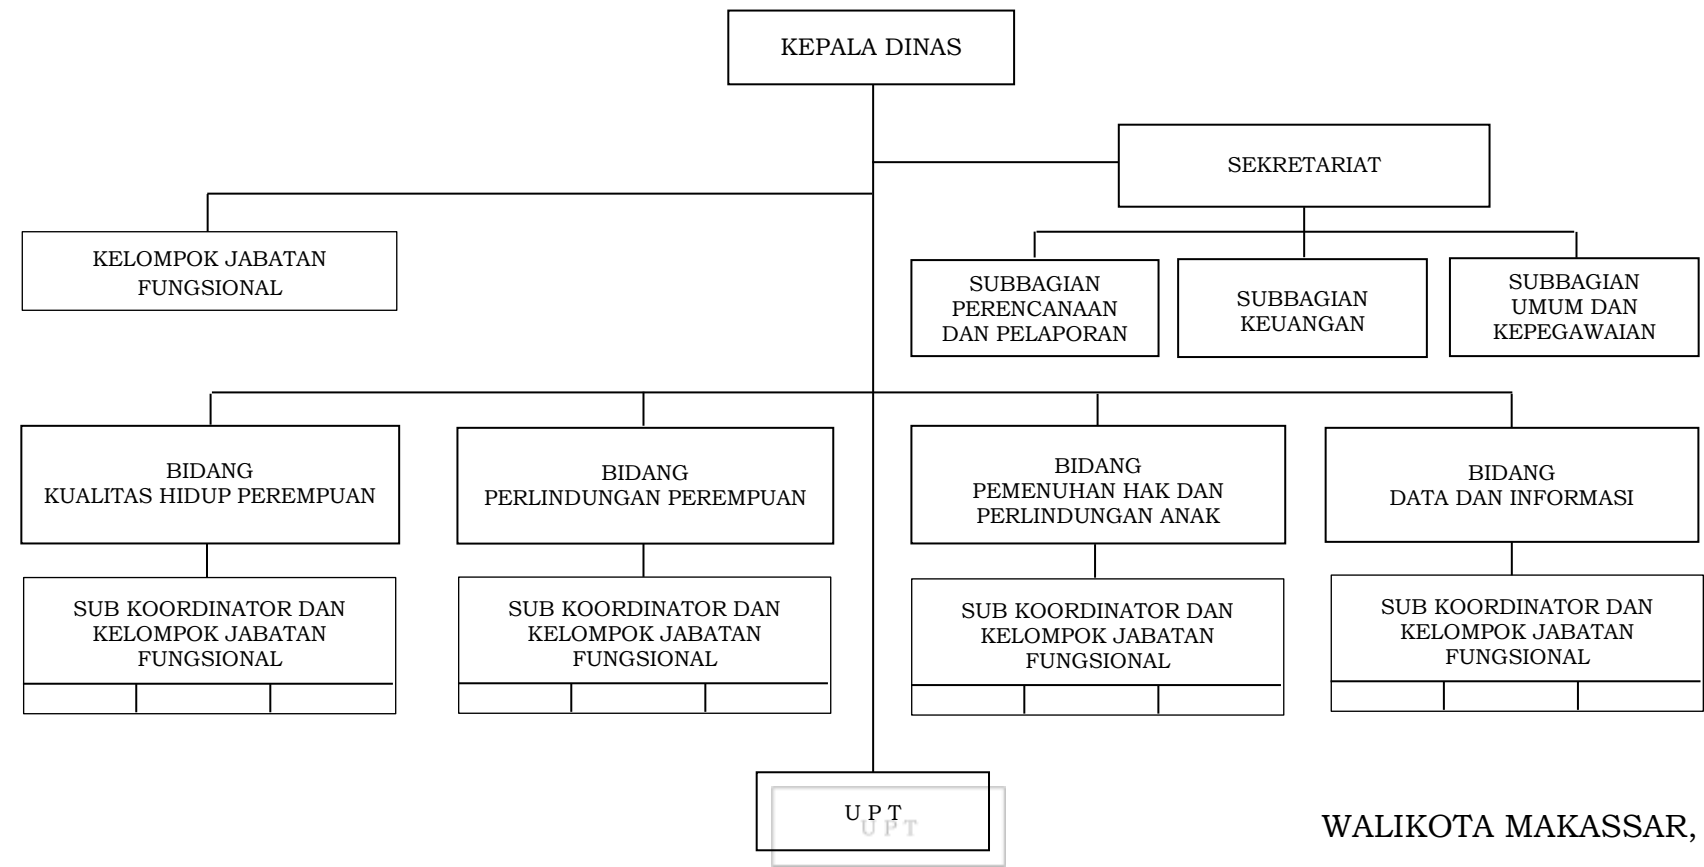 KEPALA DINAS
SEKRETARIAT
KELOMPOK JABATAN
FUNGSIONAL
SUBBAGIAN
PERENCANAAN
DAN PELAPORAN
SUBBAGIAN
KEUANGAN
SUBBAGIAN
UMUM DAN
KEPEGAWAIAN
BIDANG
KUALITAS HIDUP PEREMPUAN
BIDANG
PERLINDUNGAN PEREMPUAN
BIDANG
PEMENUHAN HAK DAN
PERLINDUNGAN ANAK
BIDANG
DATA DAN INFORMASI
SUB KOORDINATOR DAN
KELOMPOK JABATAN
FUNGSIONAL
SUB KOORDINATOR DAN
KELOMPOK JABATAN
FUNGSIONAL
SUB KOORDINATOR DAN
KELOMPOK JABATAN
FUNGSIONAL
SUB KOORDINATOR DAN
KELOMPOK JABATAN
FUNGSIONAL
U P T
U P T
WALIKOTA MAKASSAR,